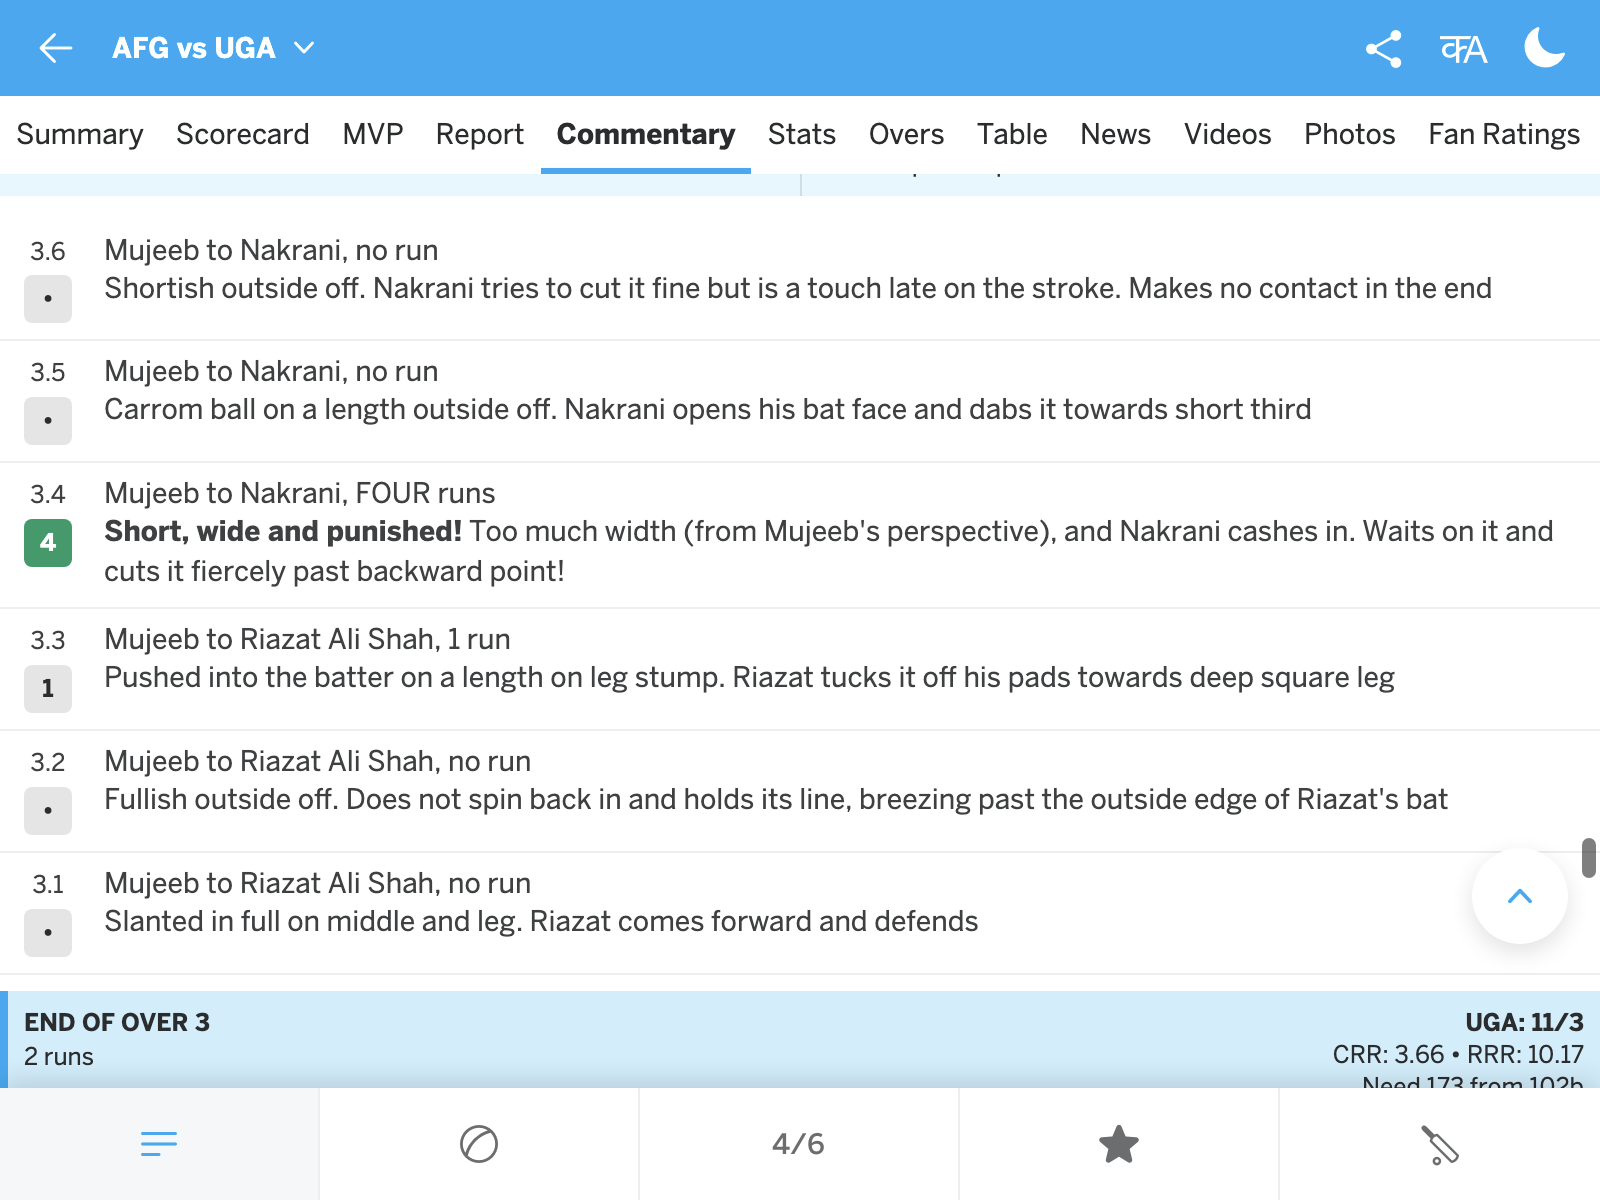 AFG vs UGA
Summary Scorecard MVP Report Commentary Stats Overs Table News Videos Photos Fan Ratings
3.6 Mujeeb to Nakrani, no run
• Shortish outside off. Nakrani tries to cut it fine but is a touch late on the stroke. Makes no contact in the end
3.5 Mujeeb to Nakrani, no run
• Carrom ball on a length outside off. Nakrani opens his bat face and dabs it towards short third
3.4 Mujeeb to Nakrani, FOUR runs
4 Short, wide and punished! Too much width (from Mujeeb's perspective), and Nakrani cashes in. Waits on it and
cuts it fiercely past backward point!
3.3 Mujeeb to Riazat Ali Shah, 1 run
1 Pushed into the batter on a length on leg stump. Riazat tucks it off his pads towards deep square leg
3.2 Mujeeb to Riazat Ali Shah, no run
• Fullish outside off. Does not spin back in and holds its line, breezing past the outside edge of Riazat's bat
3.1 Mujeeb to Riazat Ali Shah, no run
• Slanted in full on middle and leg. Riazat comes forward and defends
END OF OVER 3 UGA: 11/3
2 runs CRR: 3.66 • RRR: 10.17
Need 173 from 102b
4/6